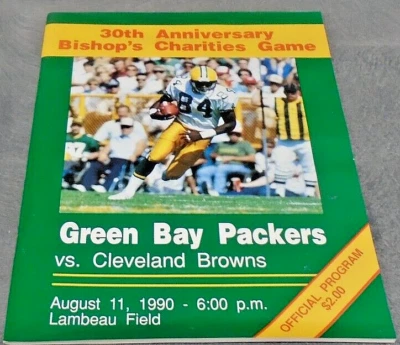 30th Anniversary
Bishop's Charities Game
84
Green Bay Packers
vs. Cleveland Browns
August 11, 1990 - 6:00 p.m.
Lambeau Field
OFFICIAL PROGRAM
$2.00